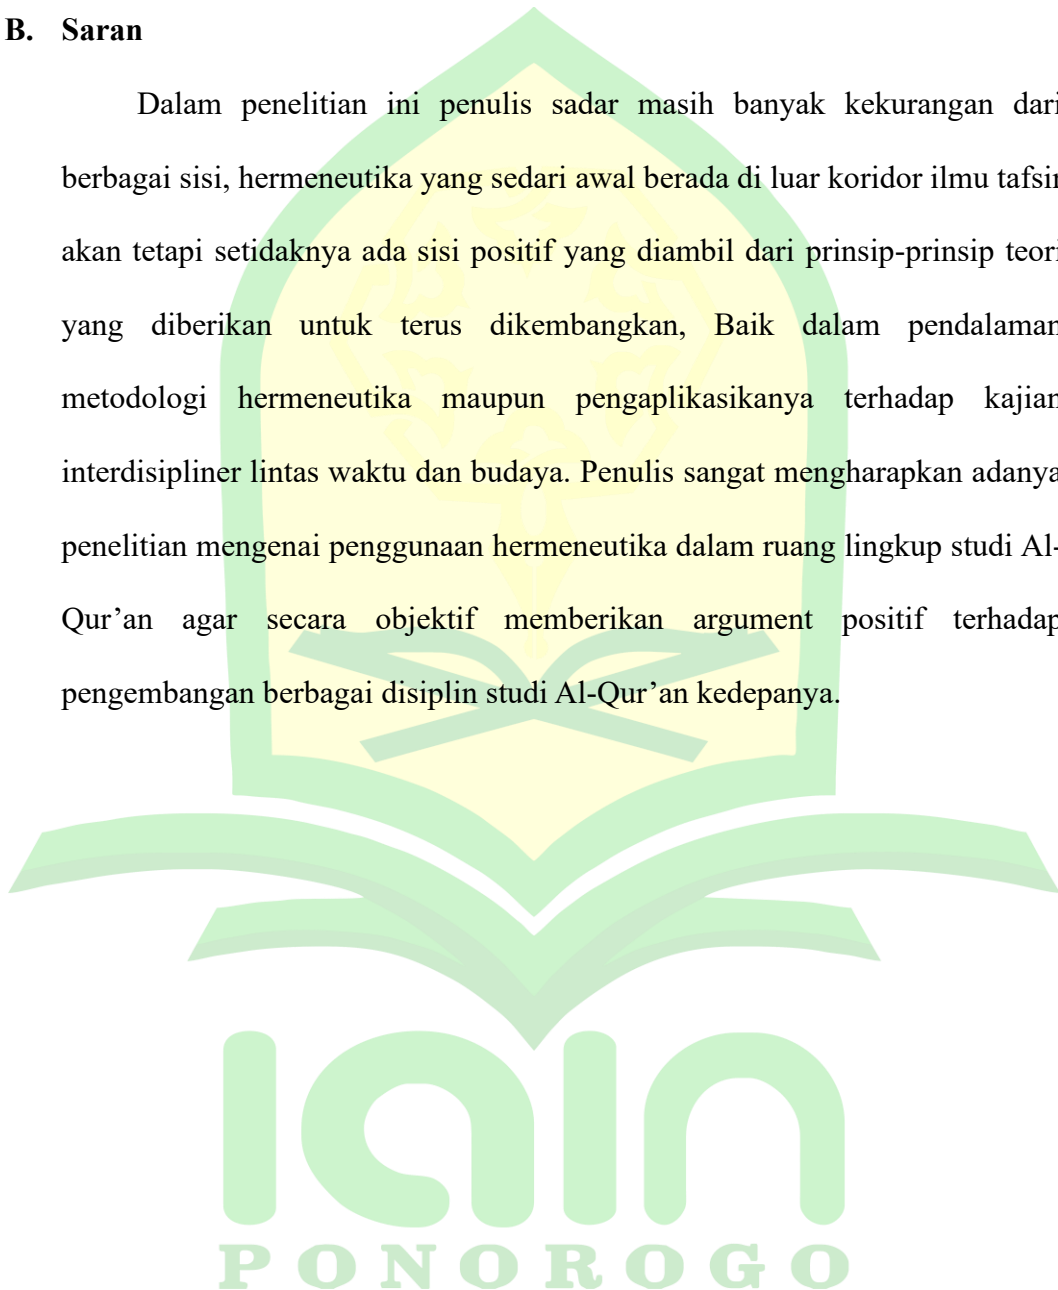 B. Saran
Dalam penelitian ini penulis sadar masih banyak kekurangan dari
berbagai sisi, hermeneutika yang sedari awal berada di luar koridor ilmu tafsir
akan tetapi setidaknya ada sisi positif yang diambil dari prinsip-prinsip teori
yang diberikan untuk terus dikembangkan, Baik dalam pendalaman
metodologi hermeneutika maupun pengaplikasikanya terhadap kajian
interdisipliner lintas waktu dan budaya. Penulis sangat mengharapkan adanya
penelitian mengenai penggunaan hermeneutika dalam ruang lingkup studi Al-
Qur’an agar secara objektif memberikan argument positif terhadap
pengembangan berbagai disiplin studi Al-Qur’an kedepanya.
iain
PONOROGO